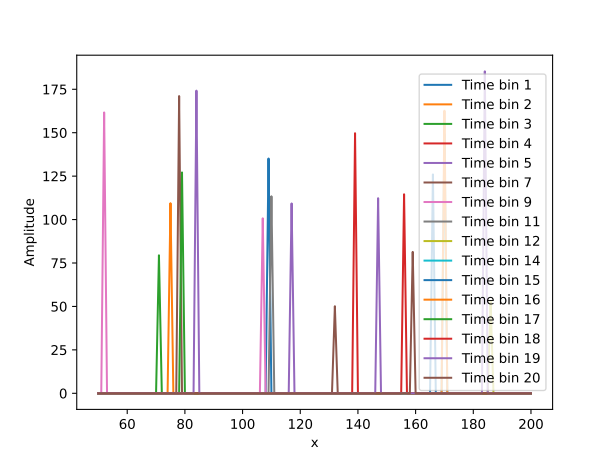 175
150
125
100
75
50
25
0
Amplitude
60 80 100 120 140 160 180 200
x
Time bin 1
Time bin 2
Time bin 3
Time bin 4
Time bin 5
Time bin 7
Time bin 9
Time bin 11
Time bin 12
Time bin 14
Time bin 15
Time bin 16
Time bin 17
Time bin 18
Time bin 19
Time bin 20